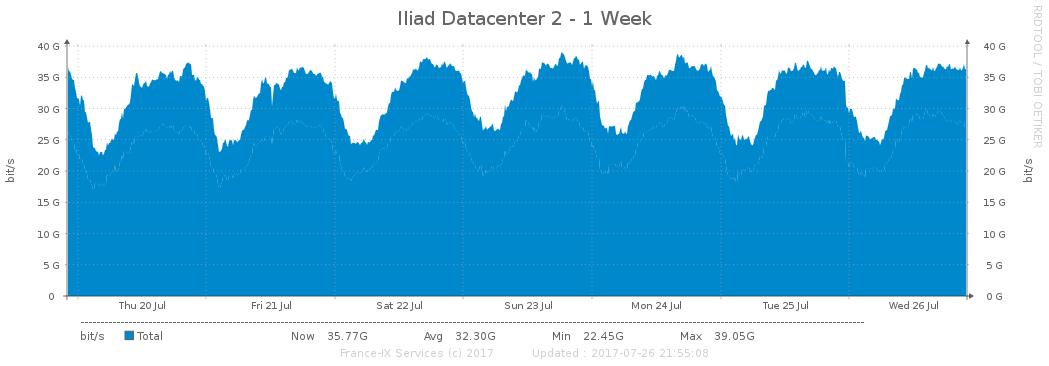 Iliad Datacenter 2 - 1 Week
RRDTOOL / TOBI OETIKER
40 G 40 G
35 G 35 G
30 G 30 G
25 G 25 G
20 G 20 G
15 G 15 G
10 G 10 G
5 G 5 G
0 0 G
bit/s bit/s
Thu 20 Jul Fri 21 Jul Sat 22 Jul Sun 23 Jul Mon 24 Jul Tue 25 Jul Wed 26 Jul
bit/s Total Now 35.77G Avg 32.30G Min 22.45G Max 39.05G
France-IX Services (c) 2017 Updated : 2017-07-26 21:55:08